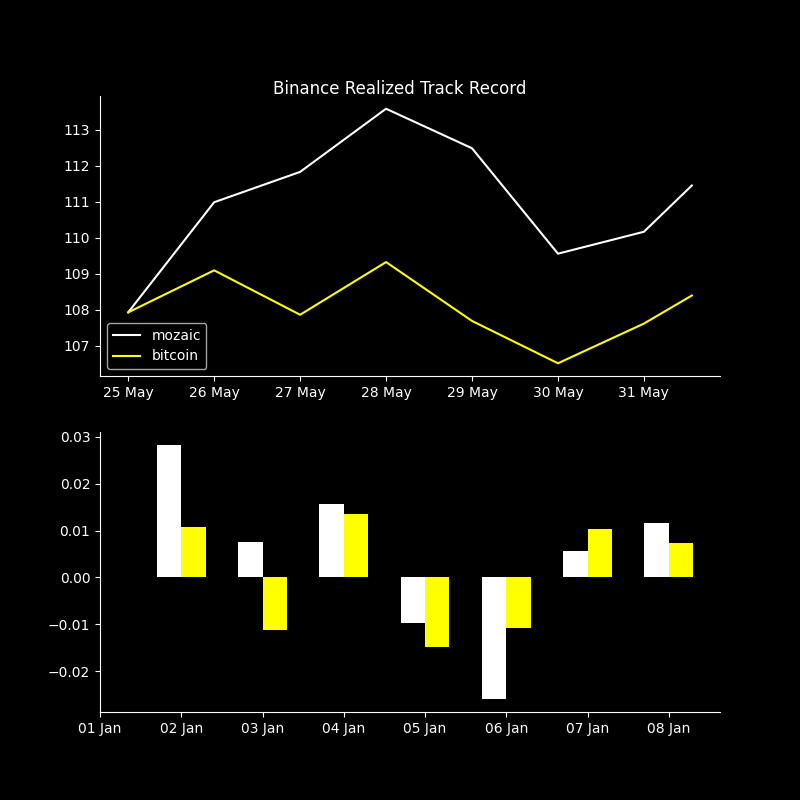 Binance Realized Track Record
113
112
111
110
109
108
107
mozaic
bitcoin
25 May 26 May 27 May 28 May 29 May 30 May 31 May
0.03
0.02
0.01
0.00
−0.01
−0.02
01 Jan 02 Jan 03 Jan 04 Jan 05 Jan 06 Jan 07 Jan 08 Jan